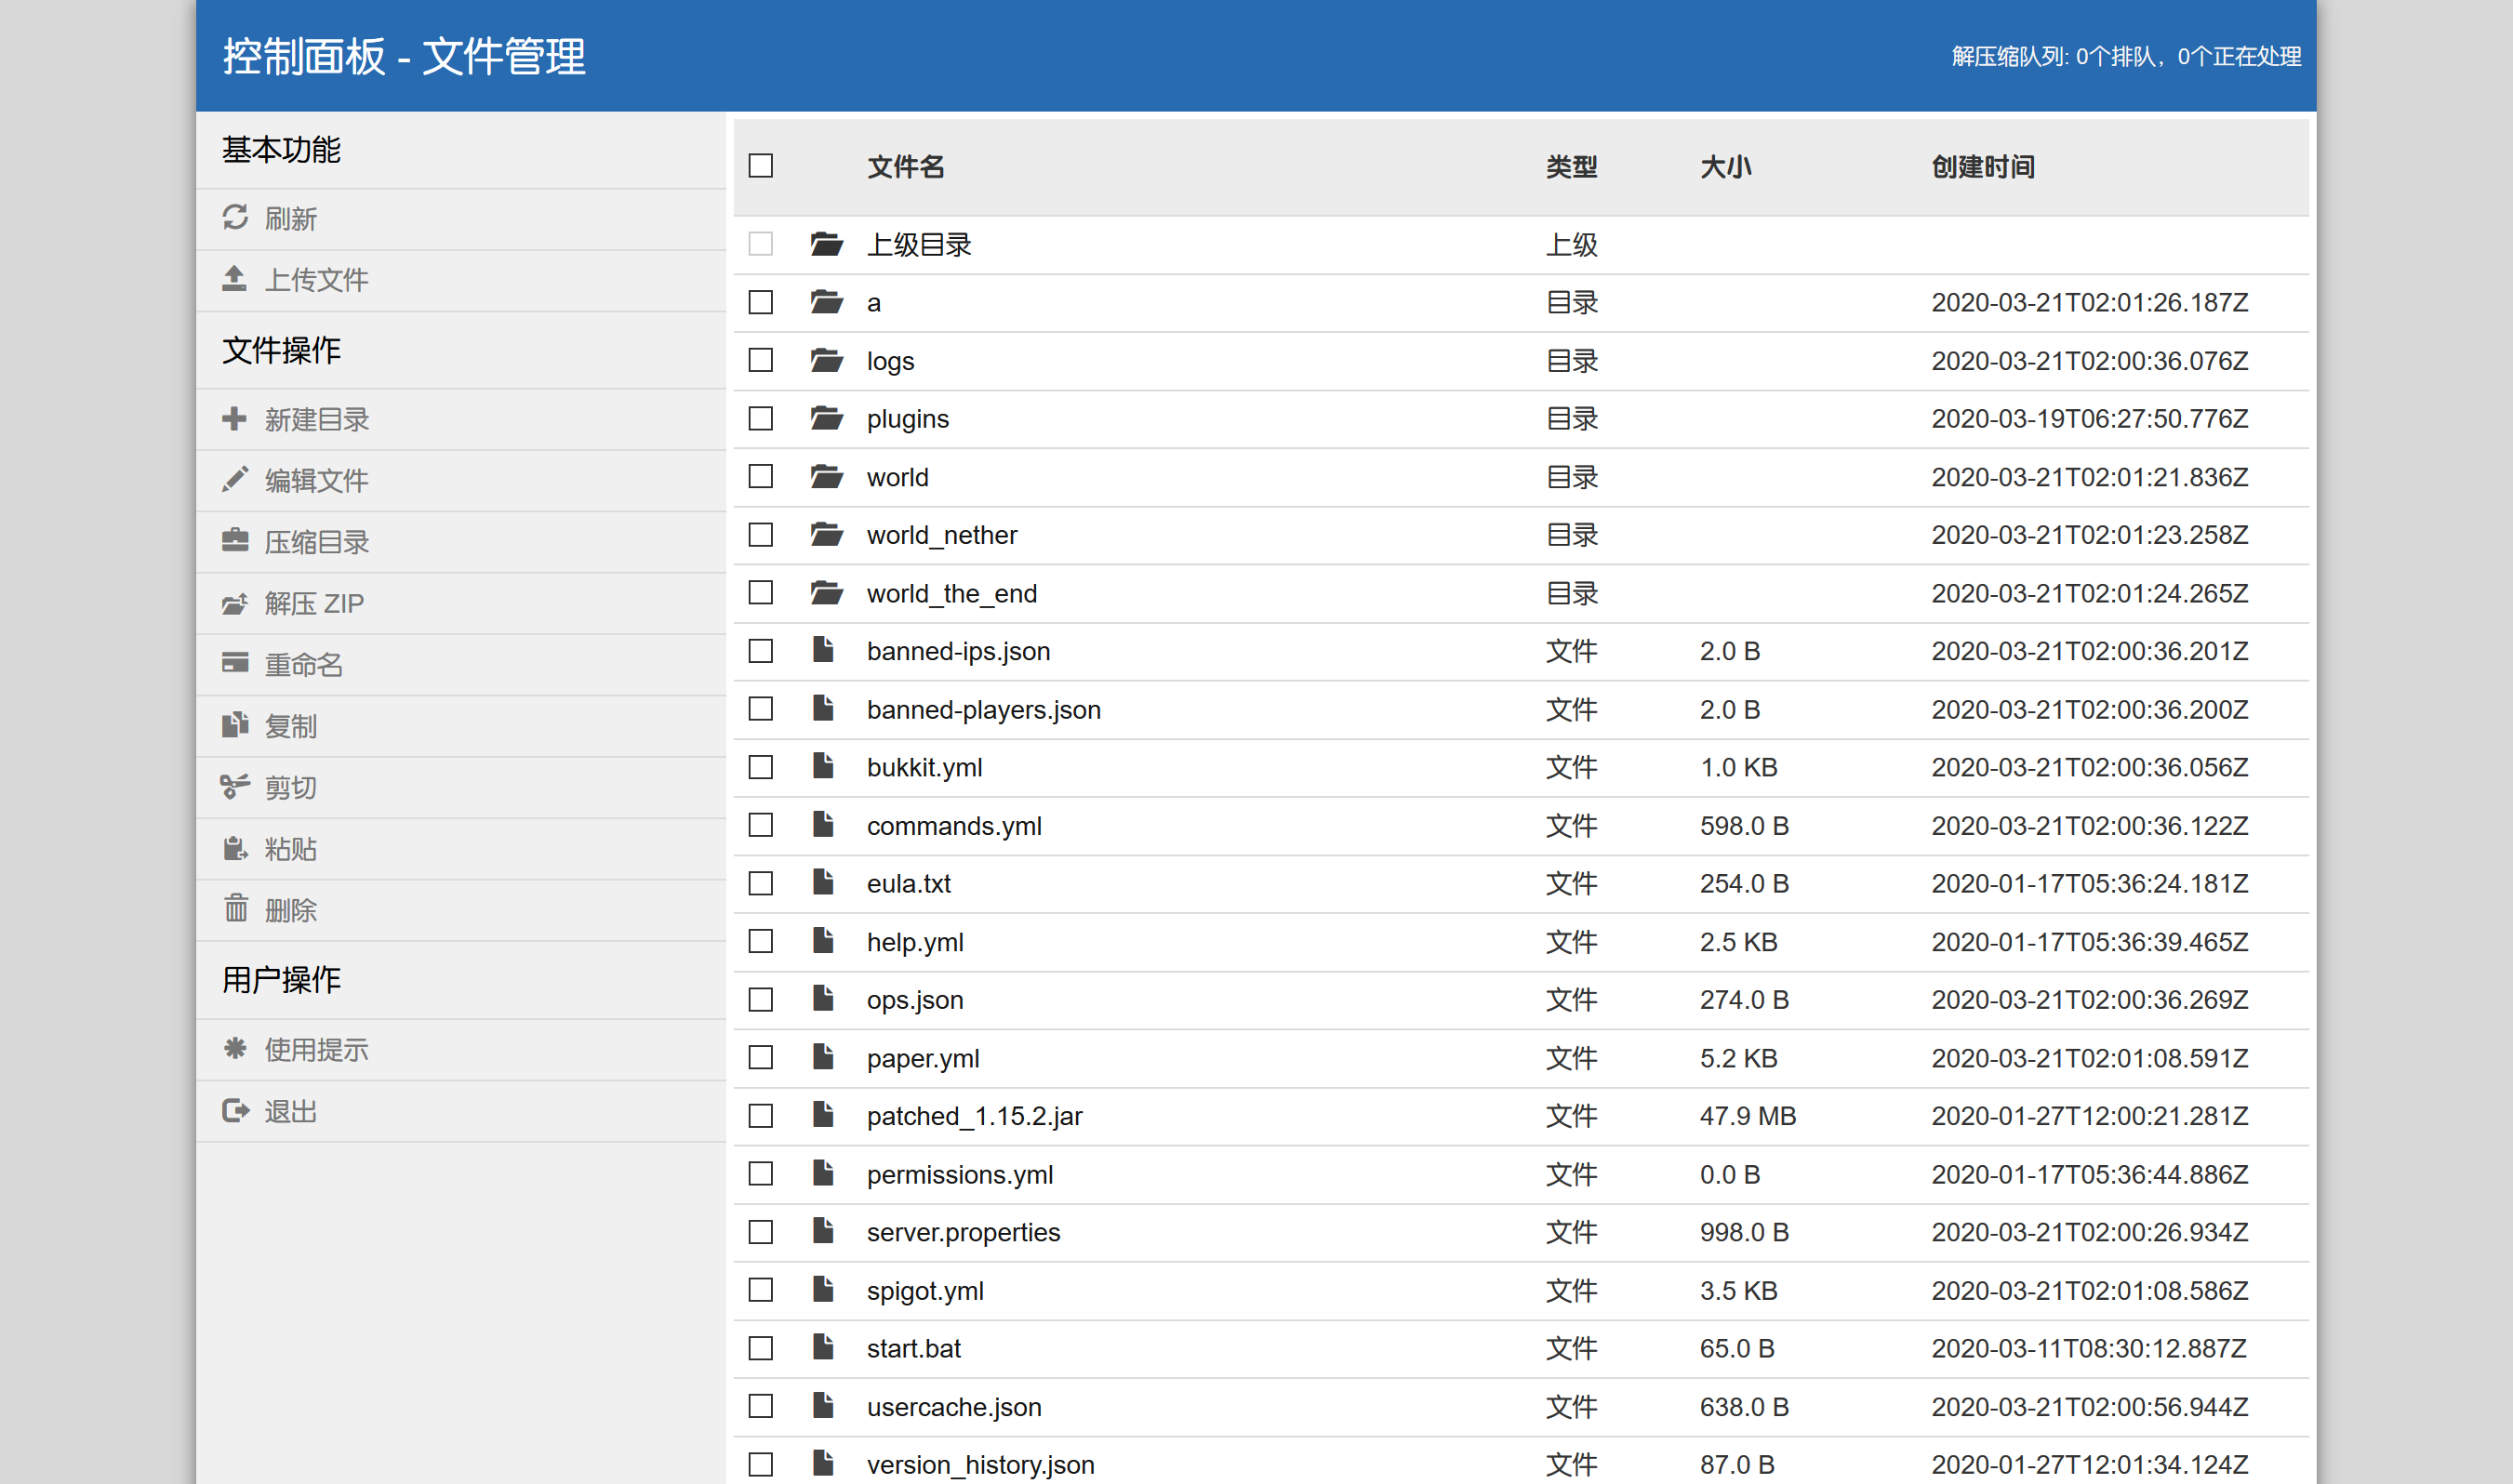 控制面板 - 文件管理
解压缩队列: 0个排队，0个正在处理
基本功能
刷新
上传文件
文件操作
新建目录
编辑文件
压缩目录
解压 ZIP
重命名
复制
剪切
粘贴
删除
用户操作
使用提示
退出
文件名 类型 大小 创建时间
上级目录 上级
a 目录 2020-03-21T02:01:26.187Z
logs 目录 2020-03-21T02:00:36.076Z
plugins 目录 2020-03-19T06:27:50.776Z
world 目录 2020-03-21T02:01:21.836Z
world_nether 目录 2020-03-21T02:01:23.258Z
world_the_end 目录 2020-03-21T02:01:24.265Z
banned-ips.json 文件 2.0 B 2020-03-21T02:00:36.201Z
banned-players.json 文件 2.0 B 2020-03-21T02:00:36.200Z
bukkit.yml 文件 1.0 KB 2020-03-21T02:00:36.056Z
commands.yml 文件 598.0 B 2020-03-21T02:00:36.122Z
eula.txt 文件 254.0 B 2020-01-17T05:36:24.181Z
help.yml 文件 2.5 KB 2020-01-17T05:36:39.465Z
ops.json 文件 274.0 B 2020-03-21T02:00:36.269Z
paper.yml 文件 5.2 KB 2020-03-21T02:01:08.591Z
patched_1.15.2.jar 文件 47.9 MB 2020-01-27T12:00:21.281Z
permissions.yml 文件 0.0 B 2020-01-17T05:36:44.886Z
server.properties 文件 998.0 B 2020-03-21T02:00:26.934Z
spigot.yml 文件 3.5 KB 2020-03-21T02:01:08.586Z
start.bat 文件 65.0 B 2020-03-11T08:30:12.887Z
usercache.json 文件 638.0 B 2020-03-21T02:00:56.944Z
version_history.json 文件 87.0 B 2020-01-27T12:01:34.124Z